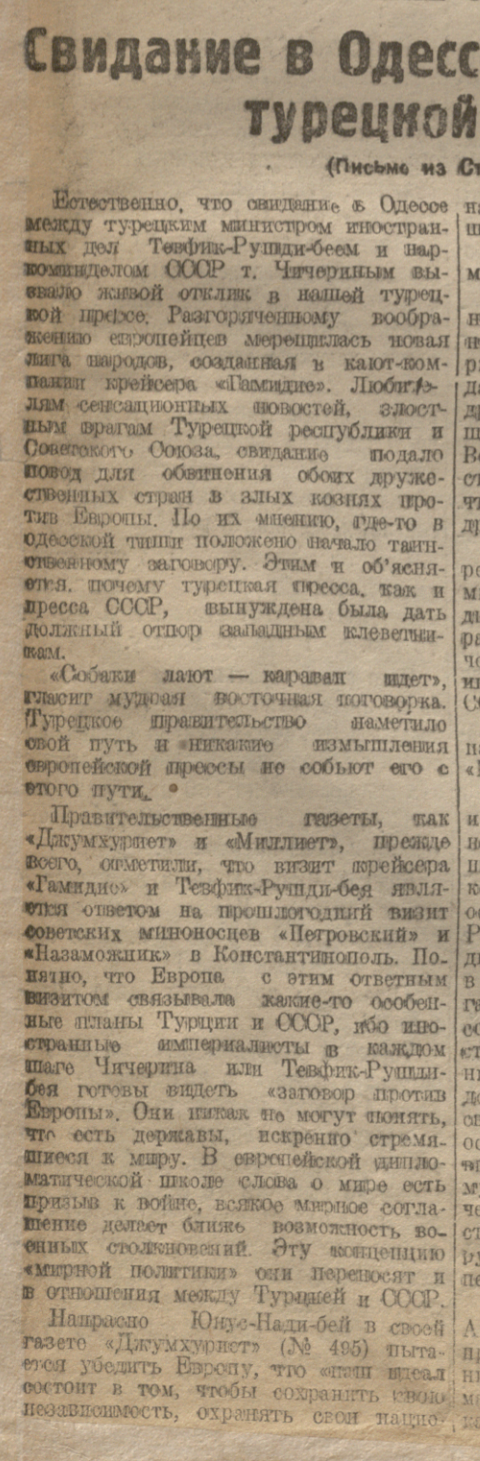 Свидание в Одесс
турецкой
(Письмо из Ст
Естественно, что свидание в Одессе
между турецким министром иностран-
ных дел Тевфик-Рушди-беем и нар-
коминделом СССР т. Чичериным вы-
звало живой отклик в нашей турец-
кой прессе. Разгоряченному вообра-
жению европейцев мерещилась новая
лига народов, созданная в кают-ком-
пании крейсера «Гамидие». Любите-
лям сенсационных новостей, злост-
ным врагам Турецкой республики и
Советского Союза, свидание подало
повод для обвинения обоих друже-
ственных стран в злых кознях про-
тив Европы. По их мнению, где-то в
одесской тиши положено начало таин-
ственному заговору. Этим и об'ясня-
ется, почему турецкая пресса, как и
пресса СССР, вынуждена была дать
должный отпор западным клеветни-
кам.
«Собаки лают — караван идет»,
гласит мудрая восточная поговорка.
Турецкое правительство наметило
свой путь и никакие измышления
европейской прессы не собьют его с
этого пути.
Правительственные газеты, как
«Джумхуриет» и «Миллиет», прежде
всего, отметили, что визит крейсера
«Гамидие» и Тевфик-Рушди-бея явля-
ется ответом на прошлогодний визит
советских миноносцев «Петровский» и
«Назаможник» в Константинополь. По-
нятно, что Европа с этим ответным
визитом связывала какие-то особен-
ные планы Турции и СССР, ибо ино-
странные империалисты в каждом
шаге Чичерина или Тевфик-Рушди-
бея готовы видеть «заговор против
Европы». Они никак не могут понять,
что есть державы, искренно стремя-
щиеся к миру. В европейской дипло-
матической школе слова о мире есть
призыв к войне, всякое мирное согла-
шение делает ближе возможность во-
енных столкновений. Эту концепцию
«мирной политики» они переносят и
в отношения между Турцией и СССР.
Напрасно Юнус-Нади-бей в своей
газете «Джумхуриет» (№ 495) пыта-
ется убедить Европу, что «наш идеал
состоит в том, чтобы сохранить свою
независимость, охранять свои нацио-